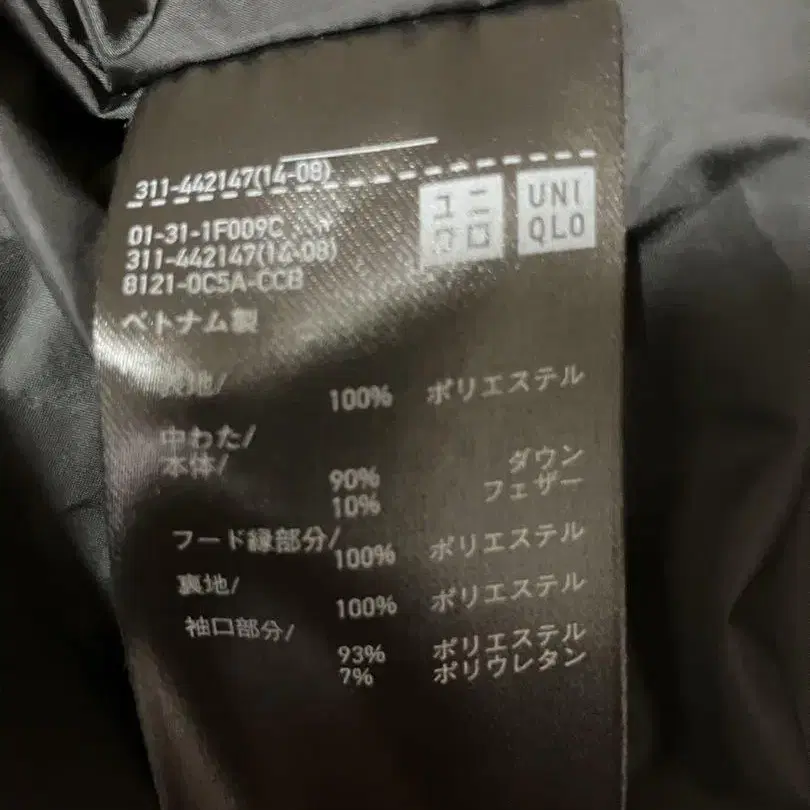 311-442147(14-08)
ユニ
クロ
UNI
QLO
01-31-1F009C
311-442147(14-08)
8121-0C5A-CCB
ベトナム製
表地/
100% ポリエステル
中わた/
本体/
90% ダウン
10% フェザー
フード縁部分/
100% ポリエステル
裏地/
100% ポリエステル
袖口部分/
93% ポリエステル
7% ポリウレタン